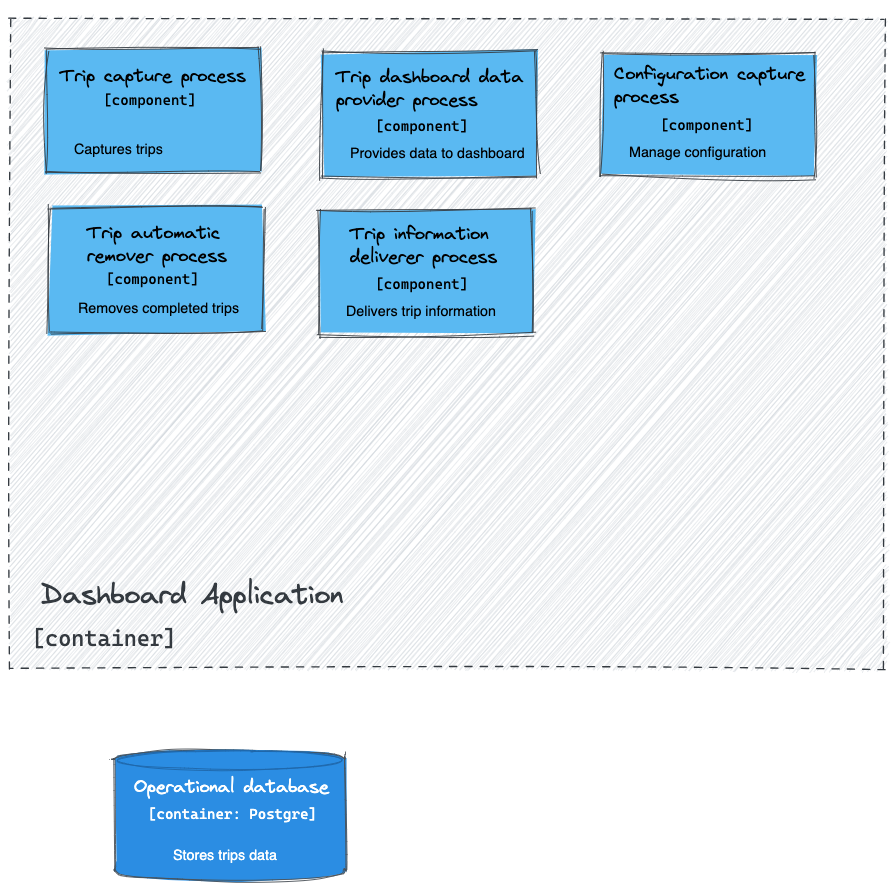 Trip capture process
[component]
Captures trips
Trip dashboard data
provider process
[component]
Provides data to dashboard
Configuration capture
process
[component]
Manage configuration
Trip automatic
remover process
[component]
Removes completed trips
Trip information
deliverer process
[component]
Delivers trip information
Dashboard Application
[container]
Operational database
[container: Postgre]
Stores trips data